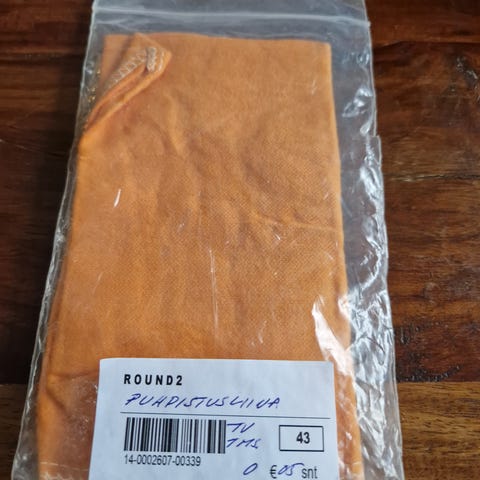 ROUND2
PUHDISTUSLIINA
TV
TMS
43
14-0002607-00339
0 €05 snt